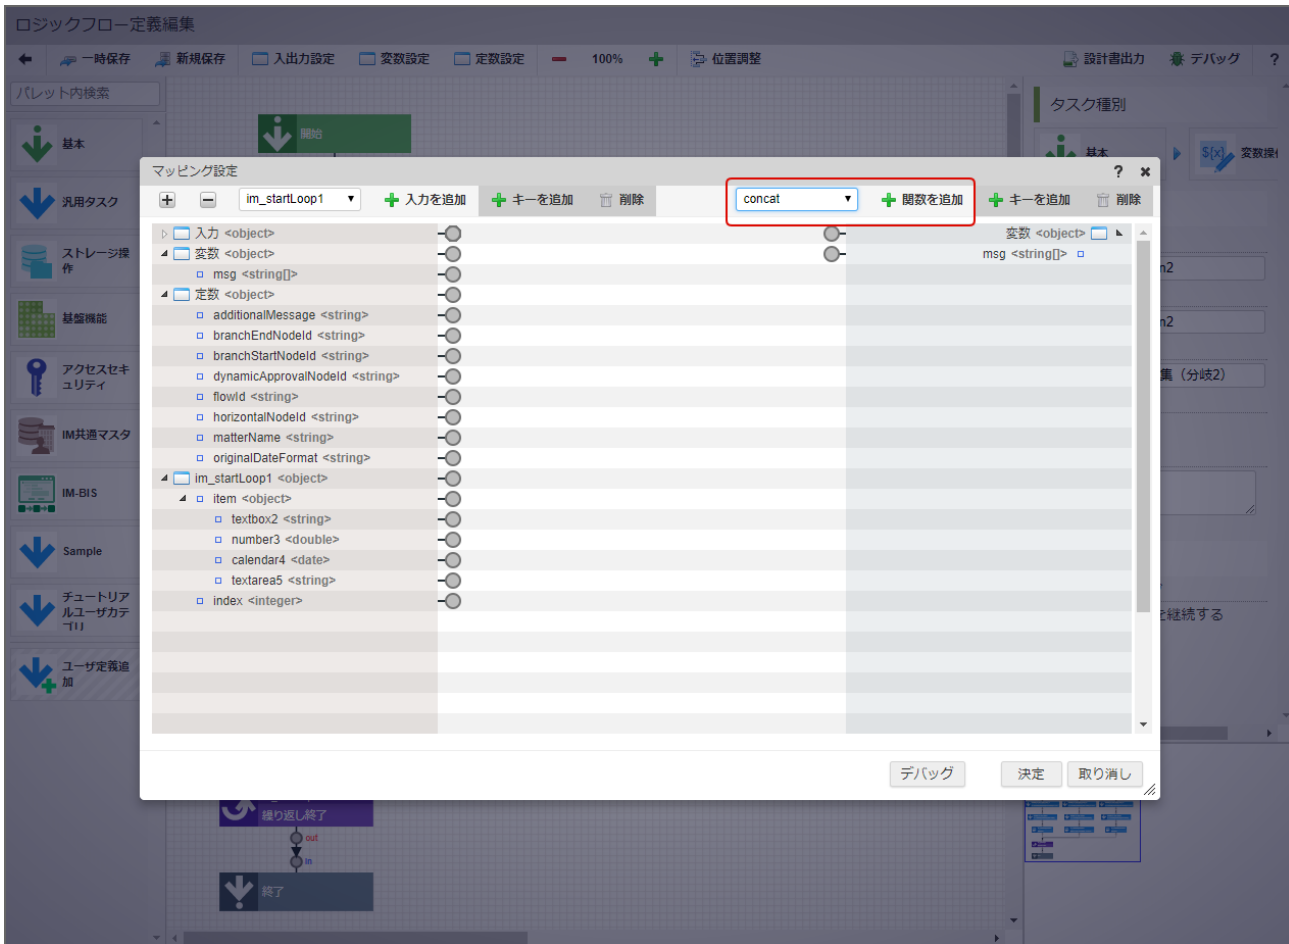 ロジックフロー定義編集
一時保存
新規保存
入出力設定
変数設定
定数設定
100%
位置調整
設計書出力
デバッグ
?
パレット内検索
基本
汎用タスク
ストレージ操
作
基盤機能
アクセスセキ
ュリティ
IM共通マスタ
IM-BIS
Sample
チュートリア
ルユーザカテ
ゴリ
ユーザ定義追
加
開始
タスク種別
基本
${x}
変数操
マッピング設定
?
im_startLoop1
入力を追加
キーを追加
削除
concat
関数を追加
キーを追加
削除
入力 <object>
変数 <object>
変数 <object>
msg <string[]>
msg <string[]>
定数 <object>
additionalMessage <string>
branchEndNodeId <string>
branchStartNodeId <string>
dynamicApprovalNodeId <string>
flowId <string>
horizontalNodeId <string>
matterName <string>
originalDateFormat <string>
im_startLoop1 <object>
item <object>
textbox2 <string>
number3 <double>
calendar4 <date>
textarea5 <string>
index <integer>
n2
n2
集（分岐2）
を継続する
デバッグ
決定
取り消し
繰り返し終了
out
in
終了